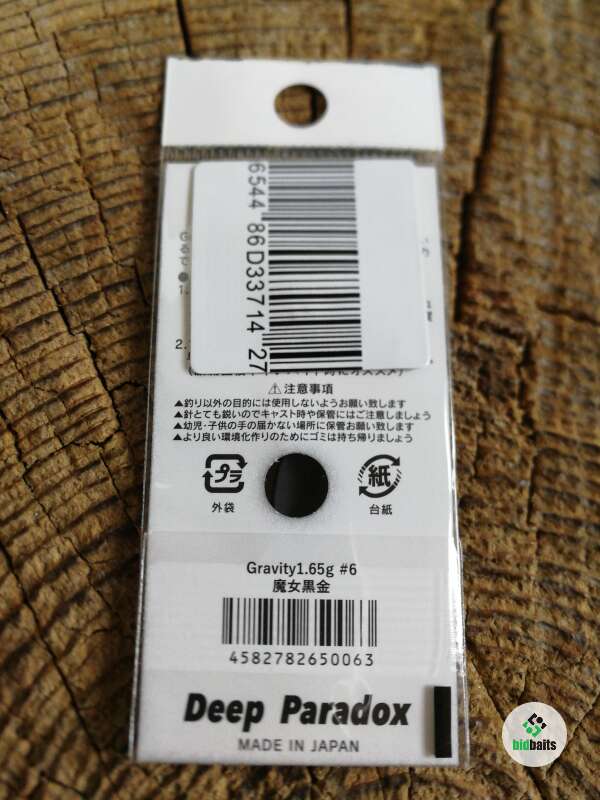 6544 86D33714 27
2.
⚠注意事項
▲釣り以外の目的には使用しないようお願い致します
▲針とても鋭いのでキャスト時や保管にはご注意しましょう
▲幼児・子供の手の届かない場所に保管お願い致します
▲より良い環境化作りのためにゴミは持ち帰りましょう
プラ
外袋
紙
台紙
Gravity1.65g #6
魔女黒金
4582782650063
Deep Paradox
MADE IN JAPAN
bidbaits